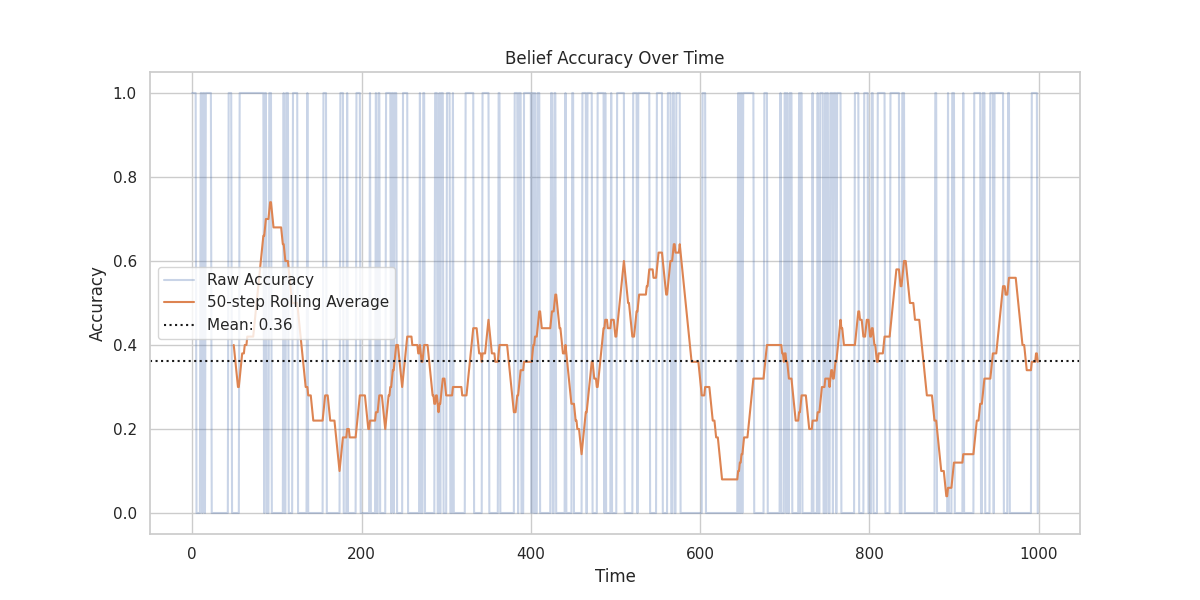 Belief Accuracy Over Time
Accuracy
1.0
0.8
0.6
0.4
0.2
0.0
Raw Accuracy
50-step Rolling Average
Mean: 0.36
0
200
400
600
800
1000
Time